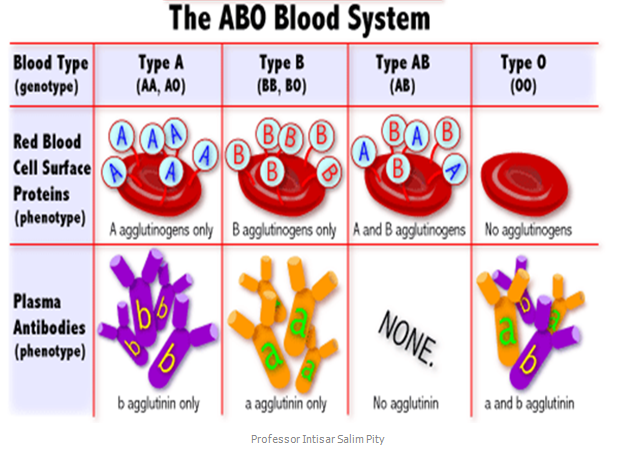 The ABO Blood System
Blood Type
(genotype)
Type A
(AA, AO)
Type B
(BB, BO)
Type AB
(AB)
Type O
(OO)
Red Blood
Cell Surface
Proteins
(phenotype)
A
A
A
A
A
A
A agglutinogens only
B
B
B
B
B
B
B agglutinogens only
A
B
A
B
B
A
A and B agglutinogens
No agglutinogens
Plasma
Antibodies
(phenotype)
b
b
b
b
b agglutinin only
a
a
a
a
a agglutinin only
NONE.
No agglutinin
a
b
a
b
a and b agglutinin
Professor Intisar Salim Pity